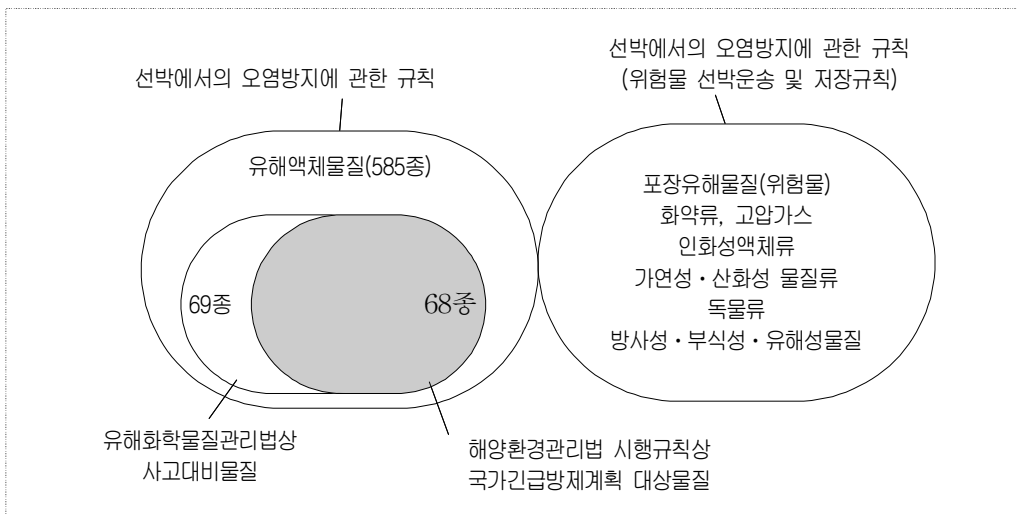 선박에서의 오염방지에 관한 규칙
유해액체물질(585종)
69종
68종
유해화학물질관리법상
사고대비물질
해양환경관리법 시행규칙상
국가긴급방제계획 대상물질
선박에서의 오염방지에 관한 규칙
(위험물 선박운송 및 저장규칙)
포장유해물질(위험물)
화약류, 고압가스
인화성액체류
가연성・산화성 물질류
독물류
방사성・부식성・유해성물질